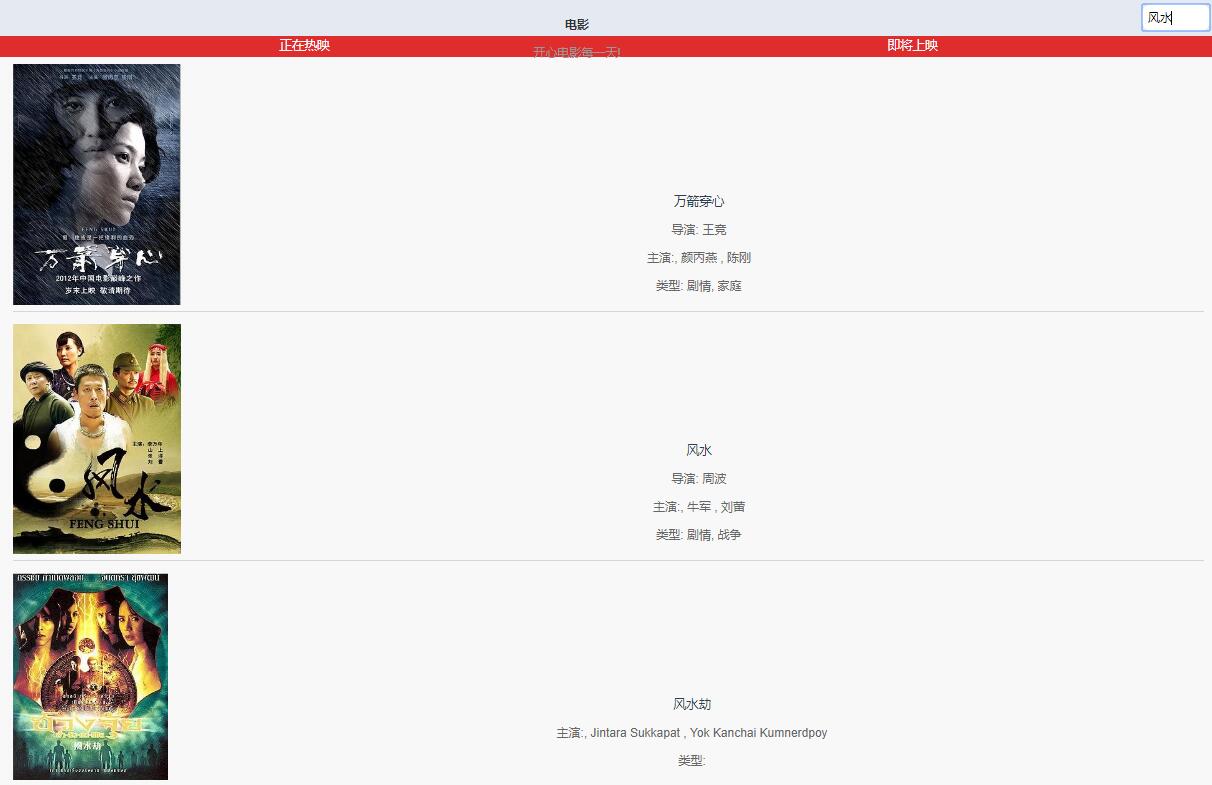 电影
风水
正在热映
开心电影每一天!
即将上映
FENG SHUI
万箭穿心
2012年中国电影巅峰之作
岁末上映 敬请期待
万箭穿心
导演: 王竞
主演:, 颜丙燕 , 陈刚
类型: 剧情, 家庭
风水
FENG SHUI
风水
导演: 周波
主演:, 牛军 , 刘蕾
类型: 剧情, 战争
风水劫
风水劫
主演:, Jintara Sukkapat , Yok Kanchai Kumnerdpoy
类型: